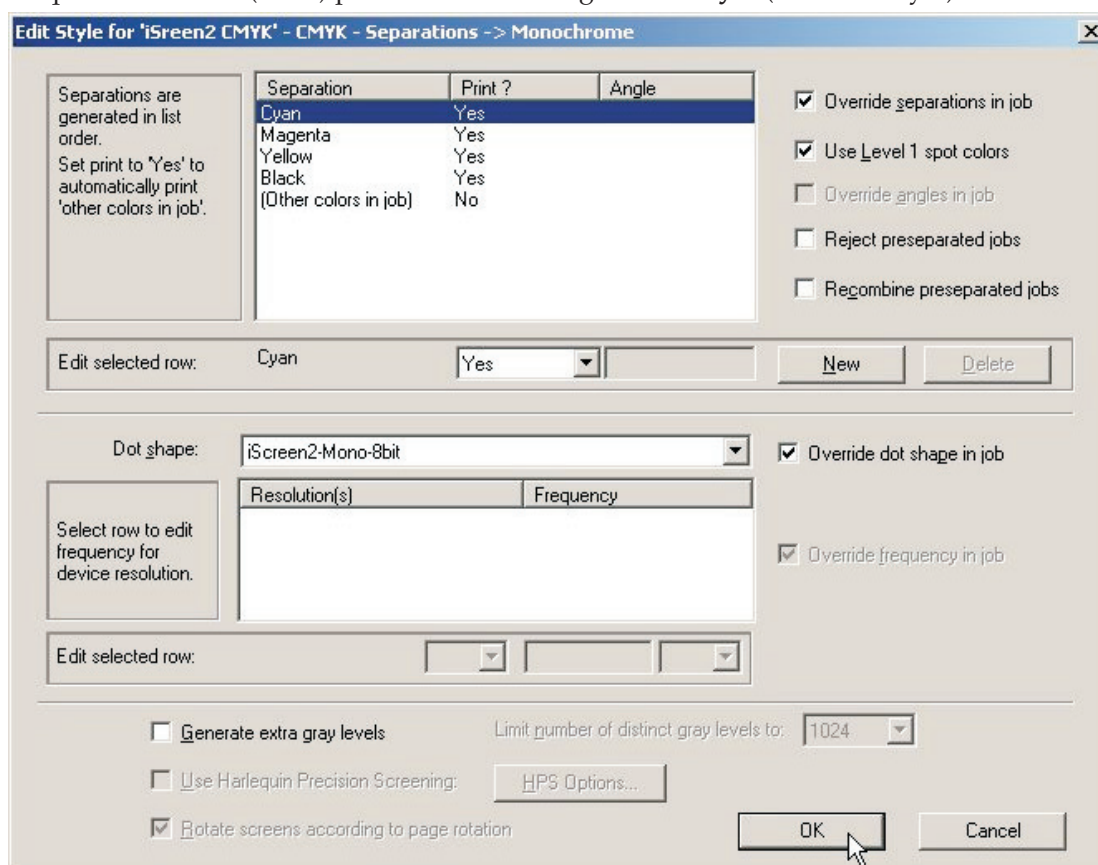 Edit Style for 'iSreen2 CMYK' - CMYK - Separations -> Monochrome
Separations are
generated in list
order.
Set print to 'Yes' to
automatically print
'other colors in job'.
Separation Print ? Angle
Cyan Yes
Magenta Yes
Yellow Yes
Black Yes
(Other colors in job) No
Override separations in job
Use Level 1 spot colors
Override angles in job
Reject preseparated jobs
Recombine preseparated jobs
Edit selected row: Cyan Yes New Delete
Dot shape: iScreen2-Mono-8bit Override dot shape in job
Select row to edit
frequency for
device resolution.
Resolution(s) Frequency
Override frequency in job
Edit selected row:
Generate extra gray levels Limit number of distinct gray levels to: 1024
Use Harlequin Precision Screening: HPS Options...
Rotate screens according to page rotation
OK Cancel